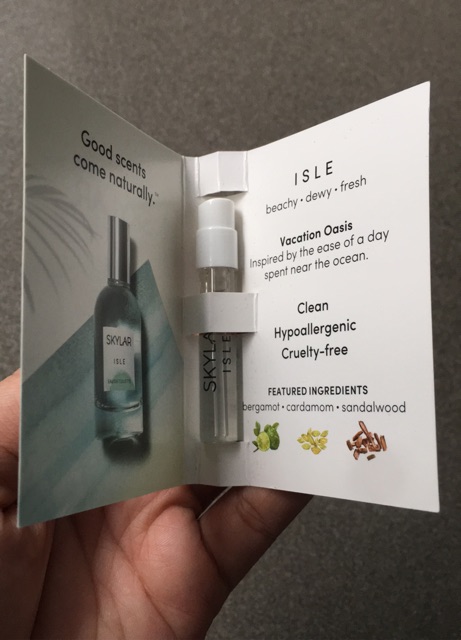 Good scents
come naturally.™
SKYLAR
ISLE
SKYLAR
ISLE
ISLE
beachy • dewy • fresh
Vacation Oasis
Inspired by the ease of a day
spent near the ocean.
Clean
Hypoallergenic
Cruelty-free
FEATURED INGREDIENTS
bergamot • cardamom • sandalwood